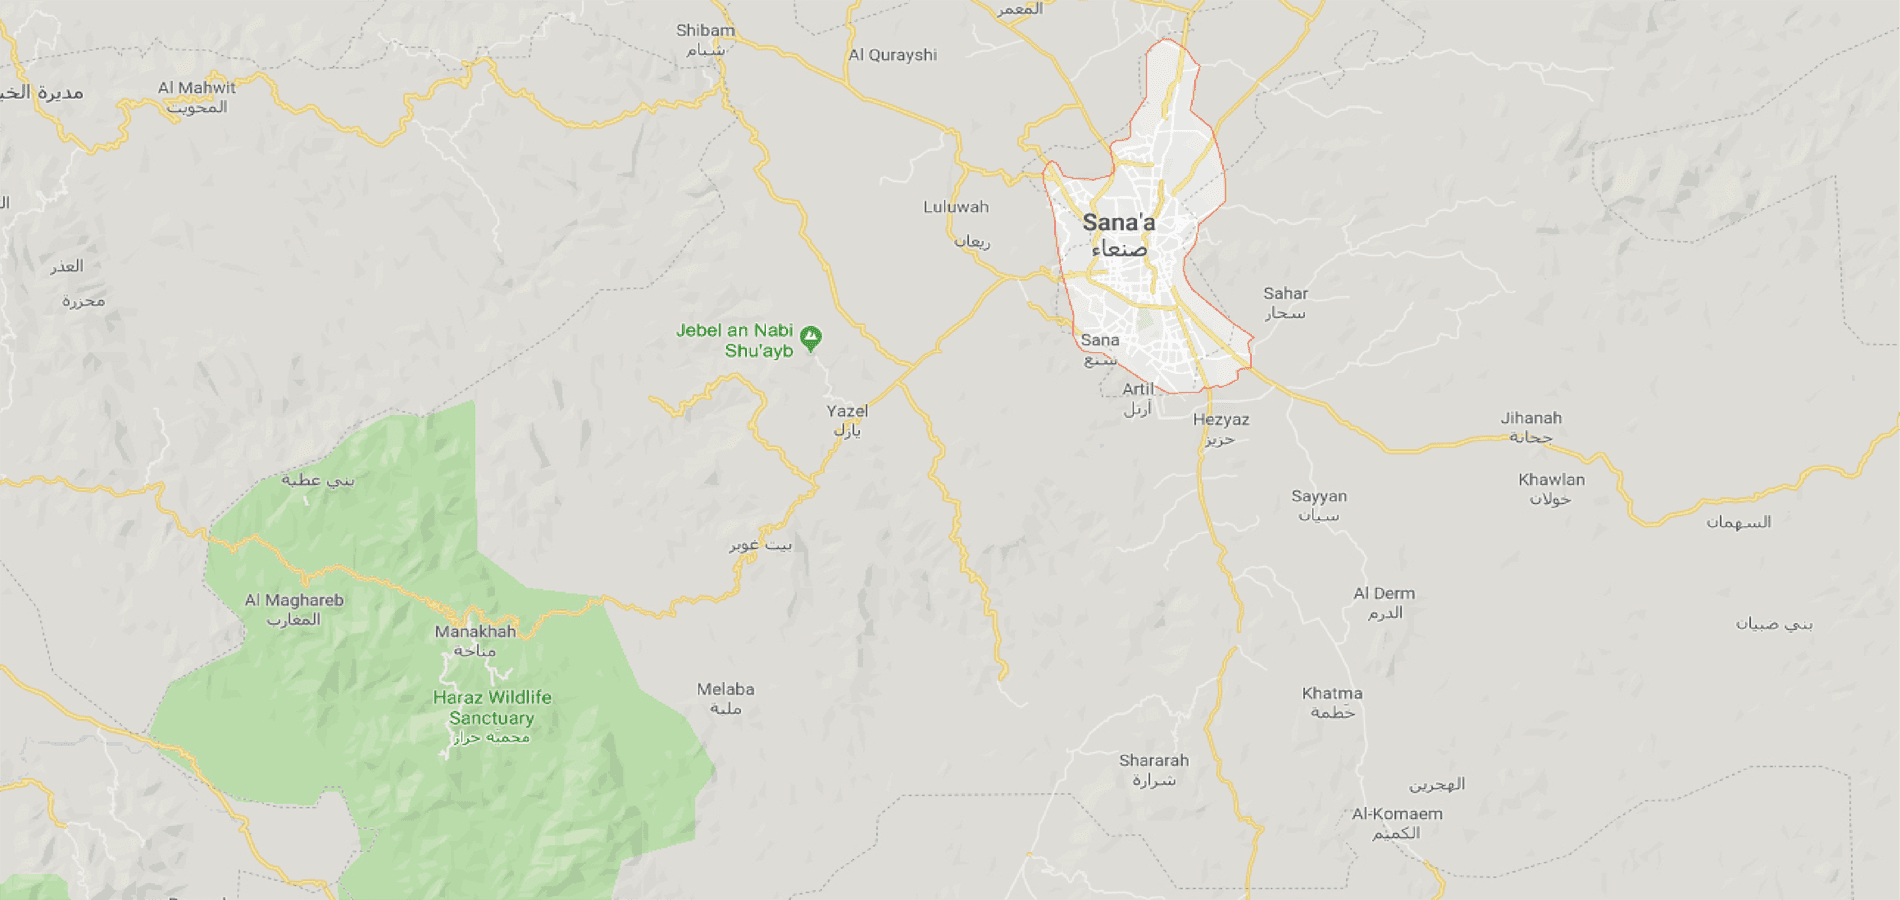 المعمر
Shibam
شبام
Al Qurayshi
Al Mahwit
المحويت
Luluwah
ريعان
Sana'a
صنعاء
العذر
محزرة
Sahar
سحار
Jebel an Nabi
Shu'ayb
Sana
سنع
Artil
أرتل
Yazel
يازل
Hezyaz
حزيز
Jihanah
جحانة
Khawlan
خولان
بني عطية
Sayyan
سيان
السهمان
بيت غوبر
Al Maghareb
المغارب
Manakhah
مناخة
Al Derm
الدرم
بني ضبيان
Haraz Wildlife
Sanctuary
محمية حراز
Melaba
ملبة
Khatma
خطمة
Shararah
شرارة
الهجرين
Al-Komaem
الكميم